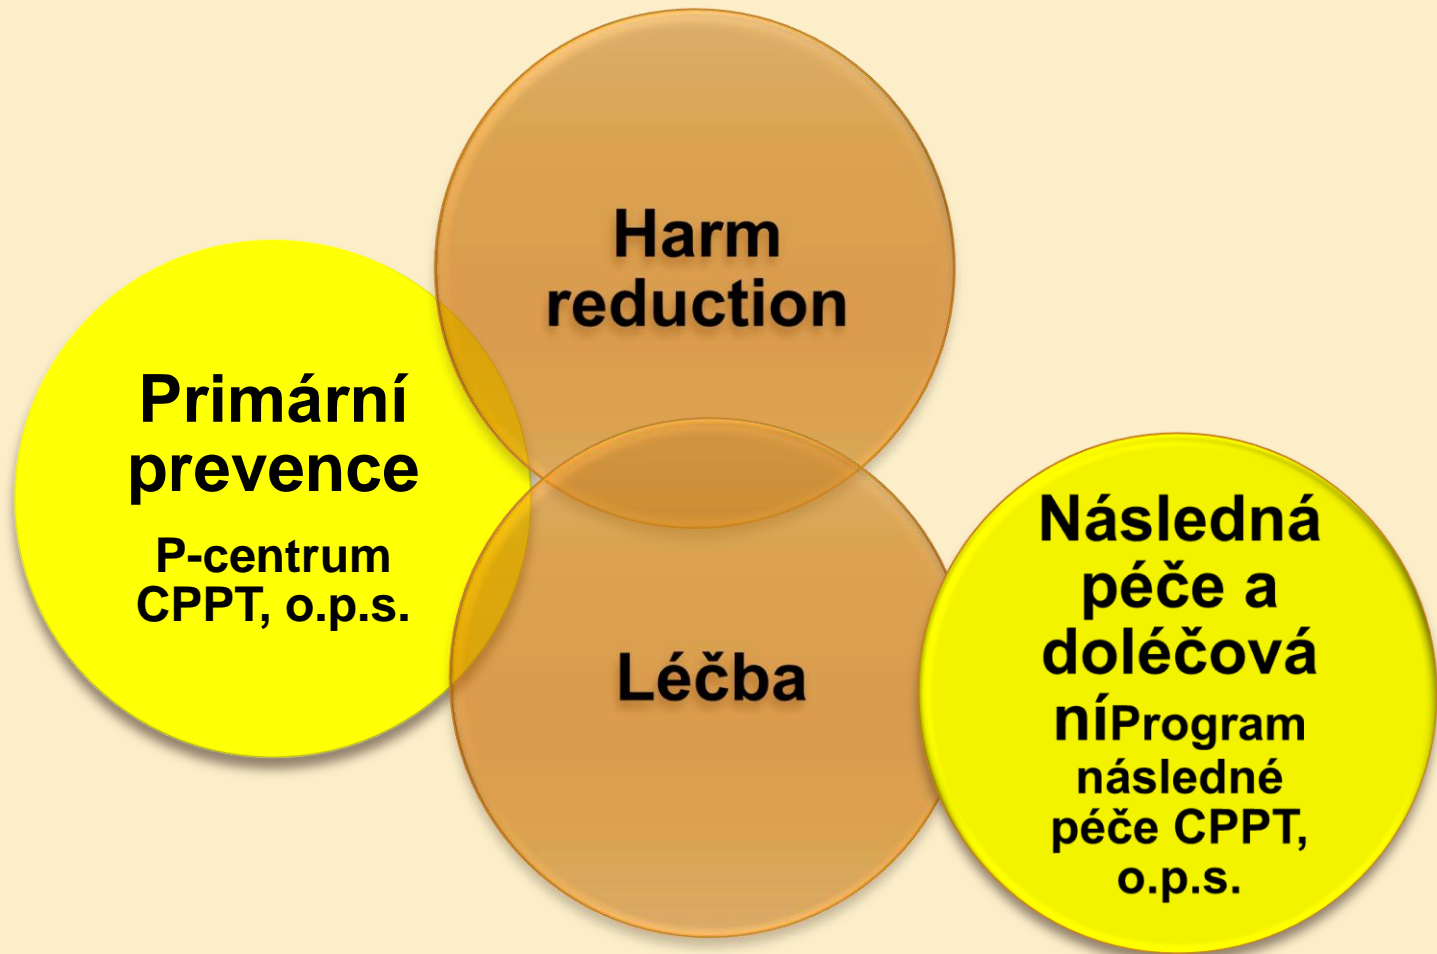 Harm
reduction
Primární
prevence
P-centrum
CPPT, o.p.s.
Léčba
Následná
péče a
doléčová
níProgram
následné
péče CPPT,
o.p.s.